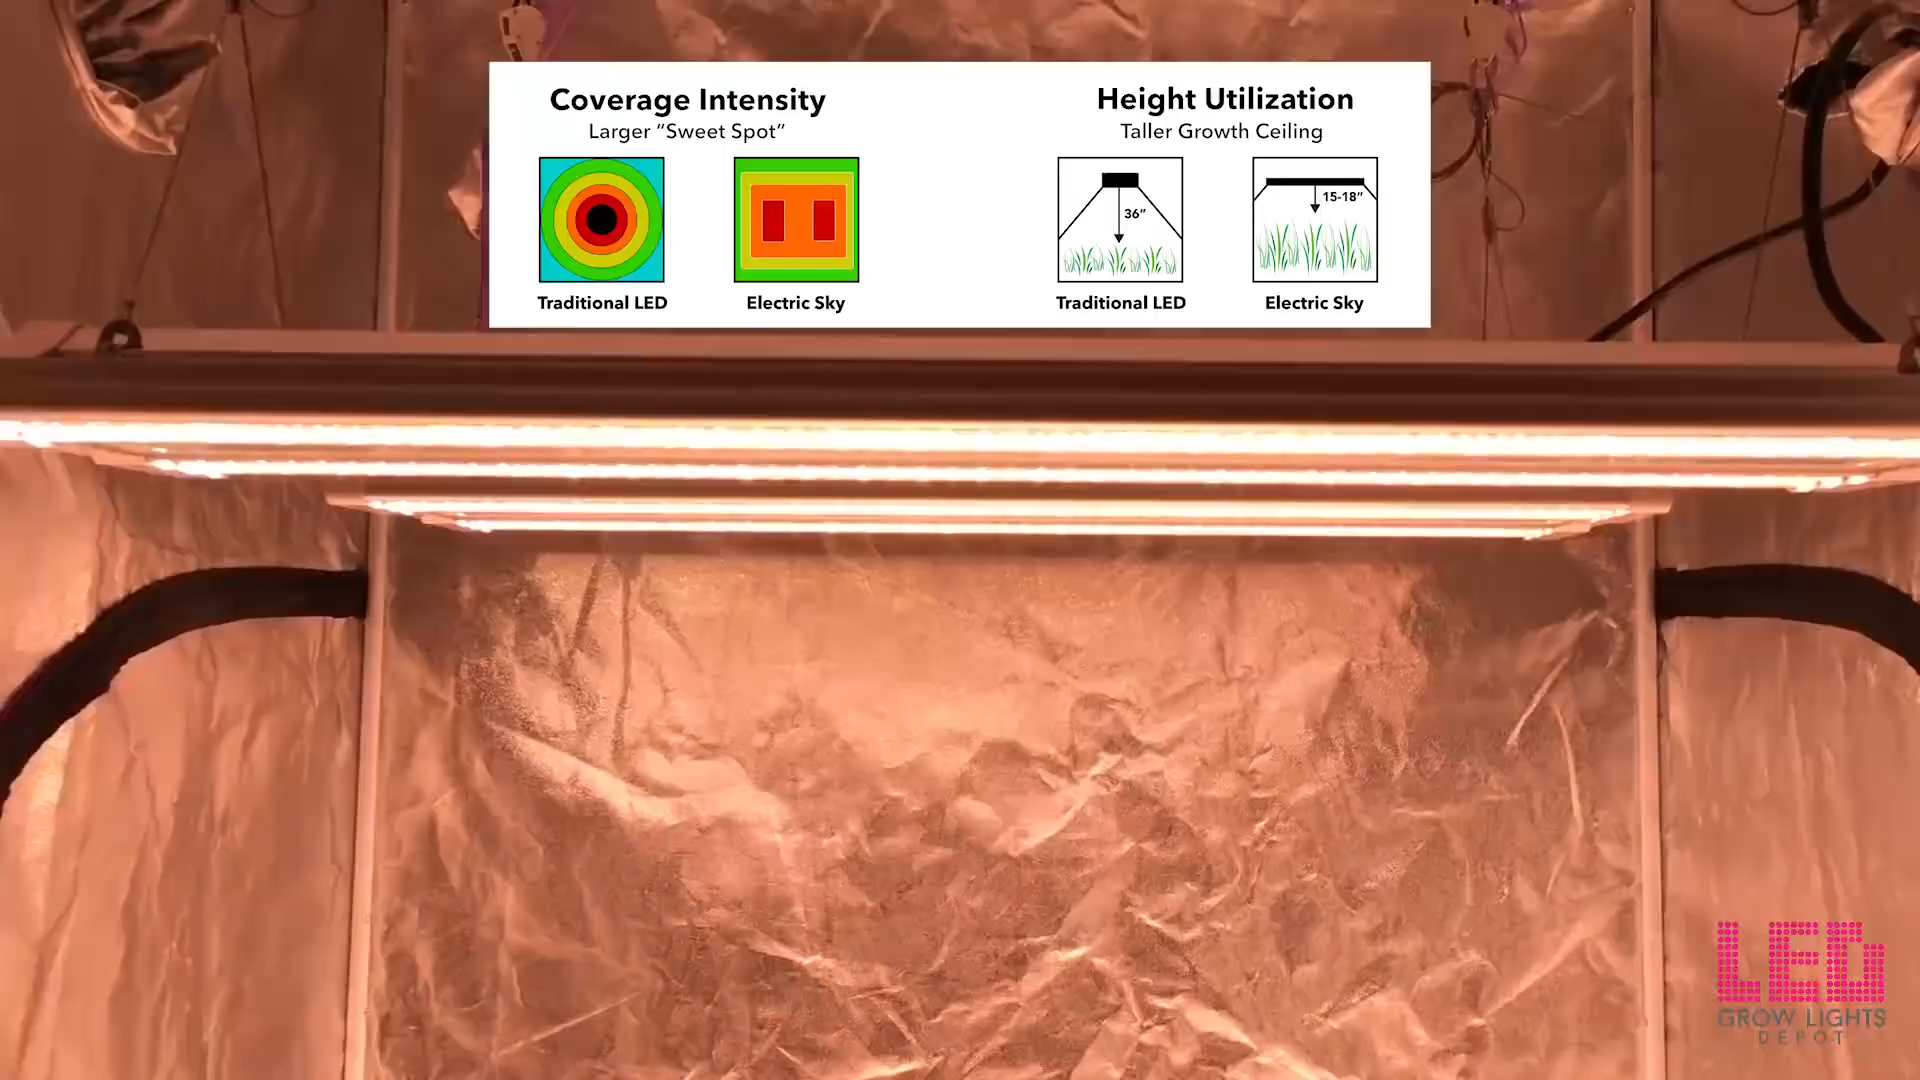 Coverage Intensity
Larger “Sweet Spot”
Traditional LED
Electric Sky
Height Utilization
Taller Growth Ceiling
36”
15-18”
Traditional LED
Electric Sky
LED
GROW LIGHTS
DEPOT